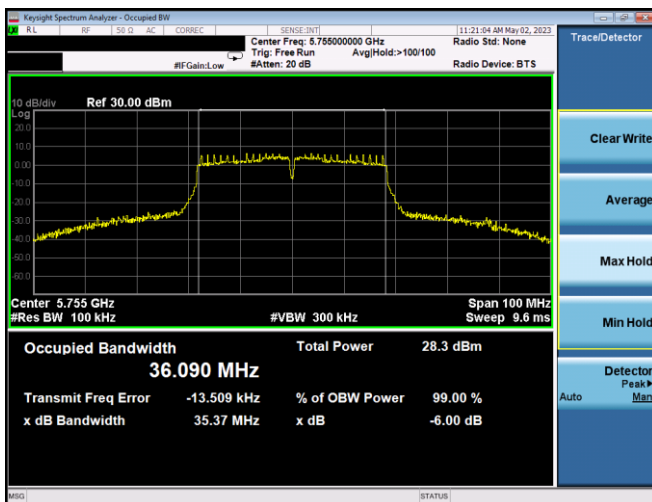 Keysight Spectrum Analyzer - Occupied BW
RL RF 50 Ω AC CORREC SENSE:INT 11:21:04 AM May 02, 2023
Center Freq: 5.755000000 GHz Radio Std: None
Trig: Free Run Avg|Hold:>100/100
#IFGain:Low #Atten: 20 dB Radio Device: BTS
10 dB/div Ref 30.00 dBm
Log
20.0
10.0
0.00
-10.0
-20.0
-30.0
-40.0
-50.0
-60.0
Center 5.755 GHz Span 100 MHz
#Res BW 100 kHz #VBW 300 kHz Sweep 9.6 ms
Occupied Bandwidth Total Power 28.3 dBm
36.090 MHz
Transmit Freq Error -13.509 kHz % of OBW Power 99.00 %
x dB Bandwidth 35.37 MHz x dB -6.00 dB
MSG STATUS
Trace/Detector
Clear Write
Average
Max Hold
Min Hold
Detector
Peak▶
Auto Man